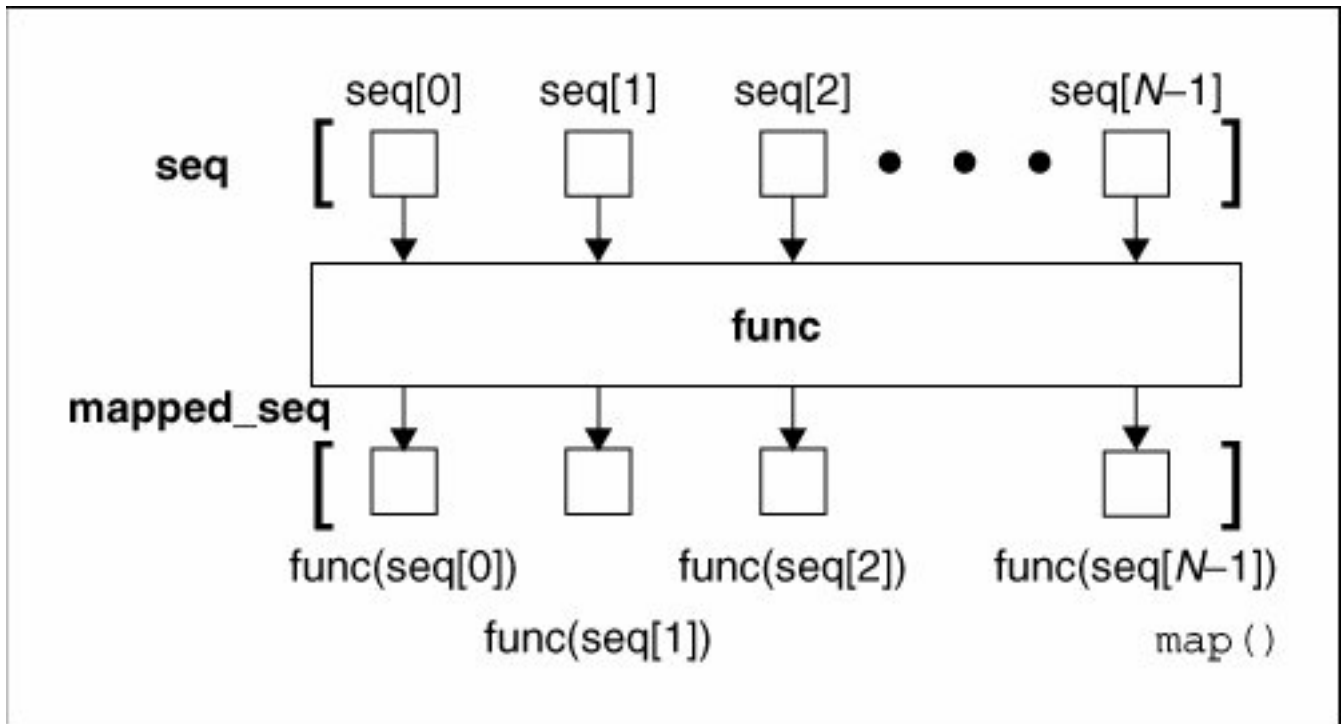 seq[0] seq[1] seq[2] seq[N–1]
seq [ ]
func
mapped_seq
[ ]
func(seq[0]) func(seq[2]) func(seq[N–1])
func(seq[1]) map()